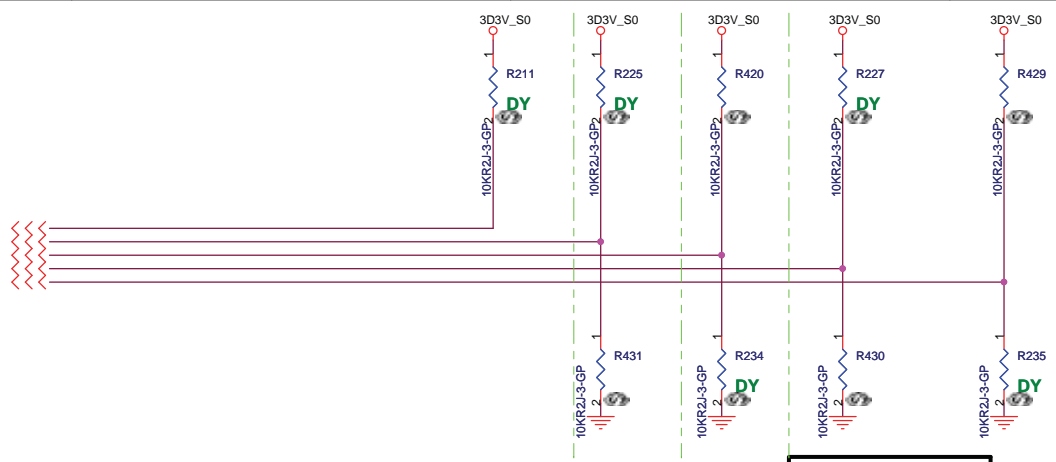 3D3V_S0 3D3V_S0 3D3V_S0 3D3V_S0 3D3V_S0
1 1 1 1 1
R211 R225 R420 R227 R429
DY DY DY
2 2 2 2 2
10KR2J-3-GP 10KR2J-3-GP 10KR2J-3-GP 10KR2J-3-GP 10KR2J-3-GP
1 1 1 1
R431 R234 R430 R235
DY DY
2 2 2 2
10KR2J-3-GP 10KR2J-3-GP 10KR2J-3-GP 10KR2J-3-GP